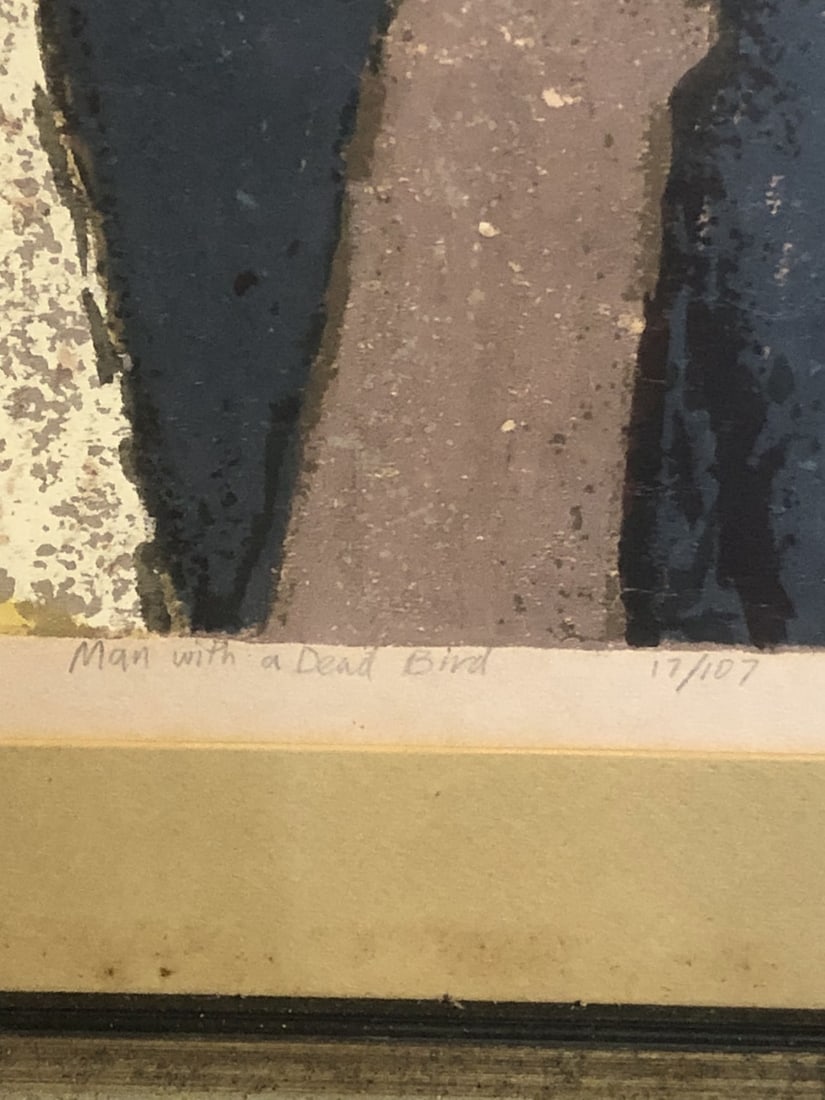 Man with a Dead Bird 17/107